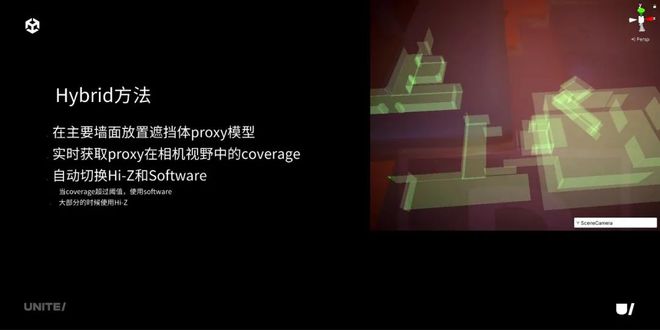 Hybrid方法
在主要墙面放置遮挡体proxy模型
实时获取proxy在相机视野中的coverage
自动切换Hi-Z和Software
当coverage超过阈值，使用software
大部分的时候使用Hi-Z
Persp
SceneCamera
UNITE/
U/